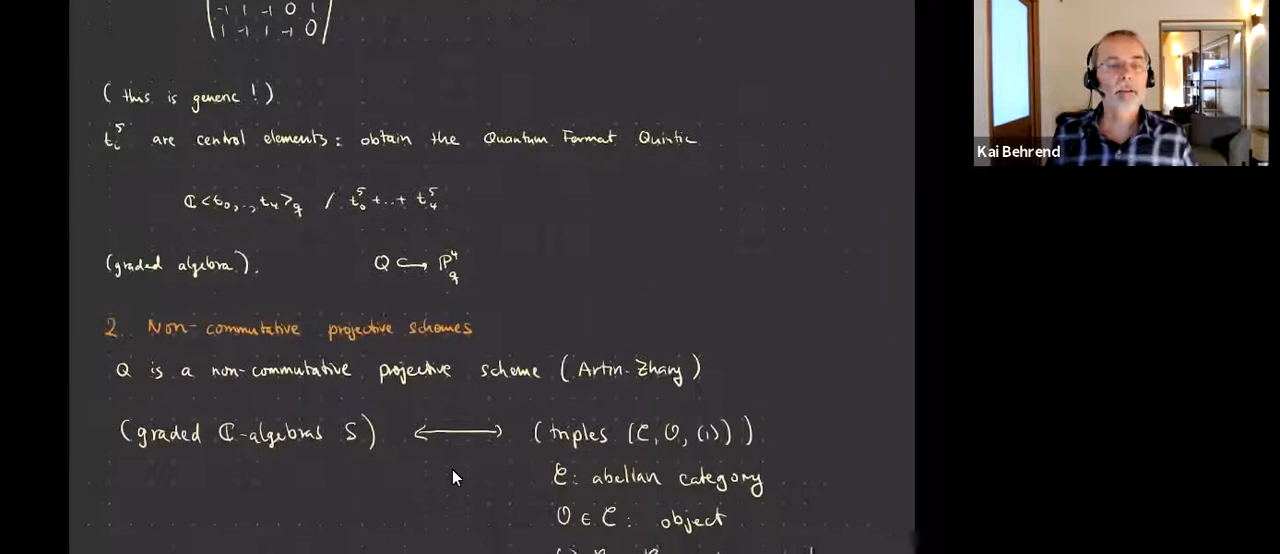 -1 1 -1 0 1
1 -1 1 -1 0
(this is generic!)
t_i^5 are central elements: obtain the Quantum Fermat Quintic
ℂ<t_0,..,t_4>_q / t_0^5+..+t_4^5
(graded algebra). Q ↪ ℙ^4_q
2. Non-commutative projective schemes
Q is a non-commutative projective scheme (Artin-Zhang)
(graded ℂ-algebras S) ⟷ (triples (𝒞, 𝒪, (1)))
𝒞: abelian category
𝒪 ∈ 𝒞: object
Kai Behrend